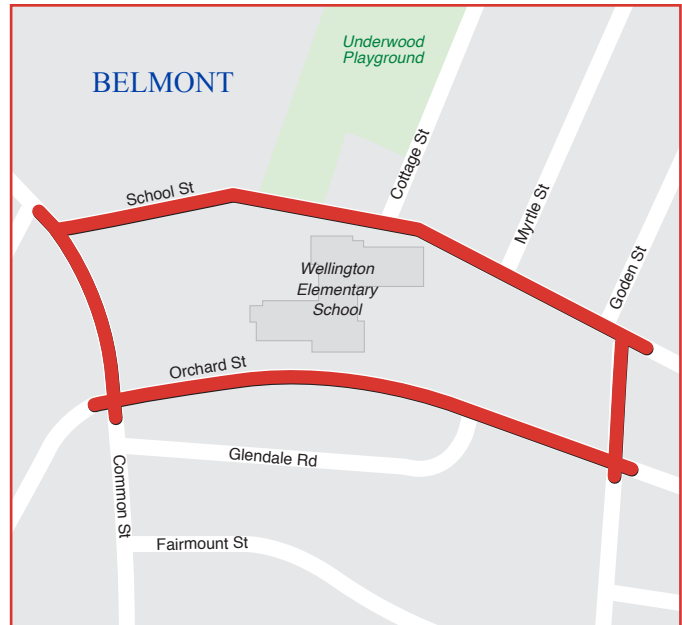 Underwood
Playground
BELMONT
Cottage St
School St
Myrtle St
Goden St
Wellington
Elementary
School
Orchard St
Glendale Rd
Common St
Fairmount St